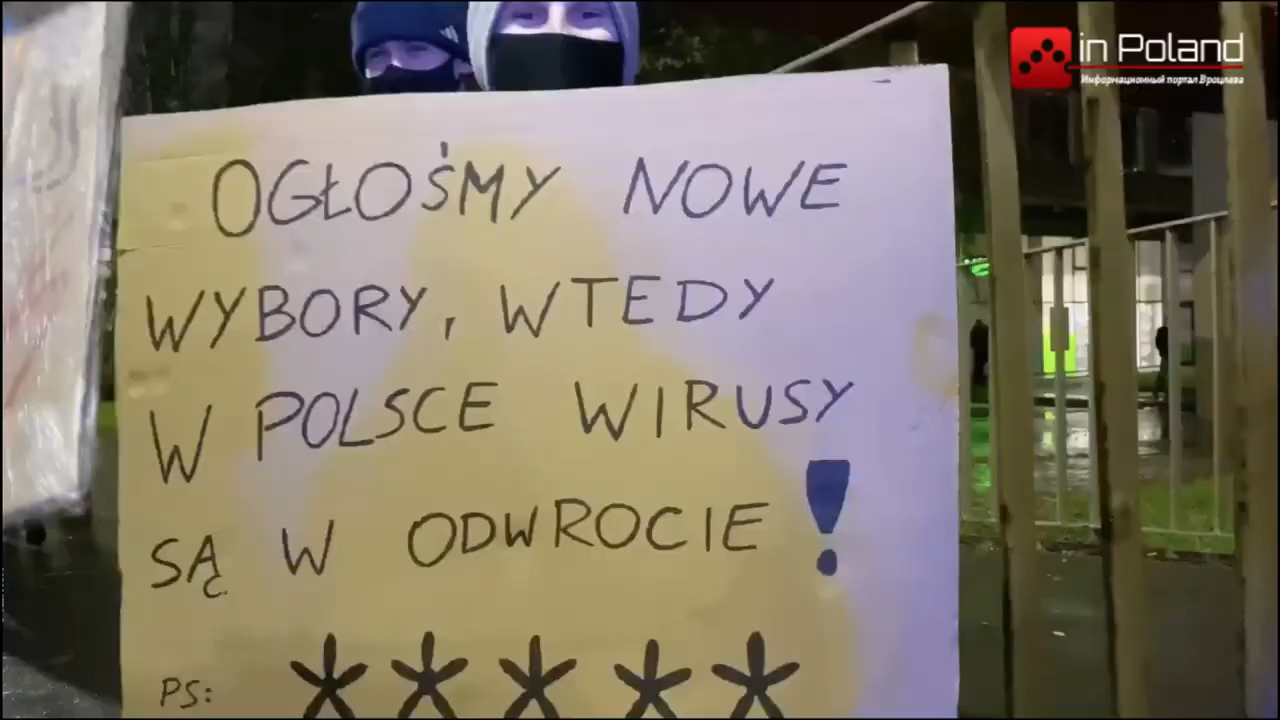 in Poland
Информационный портал Вроцлава
OGŁOŚMY NOWE
WYBORY, WTEDY
W POLSCE WIRUSY
SĄ W ODWROCIE!
PS: * * * * *